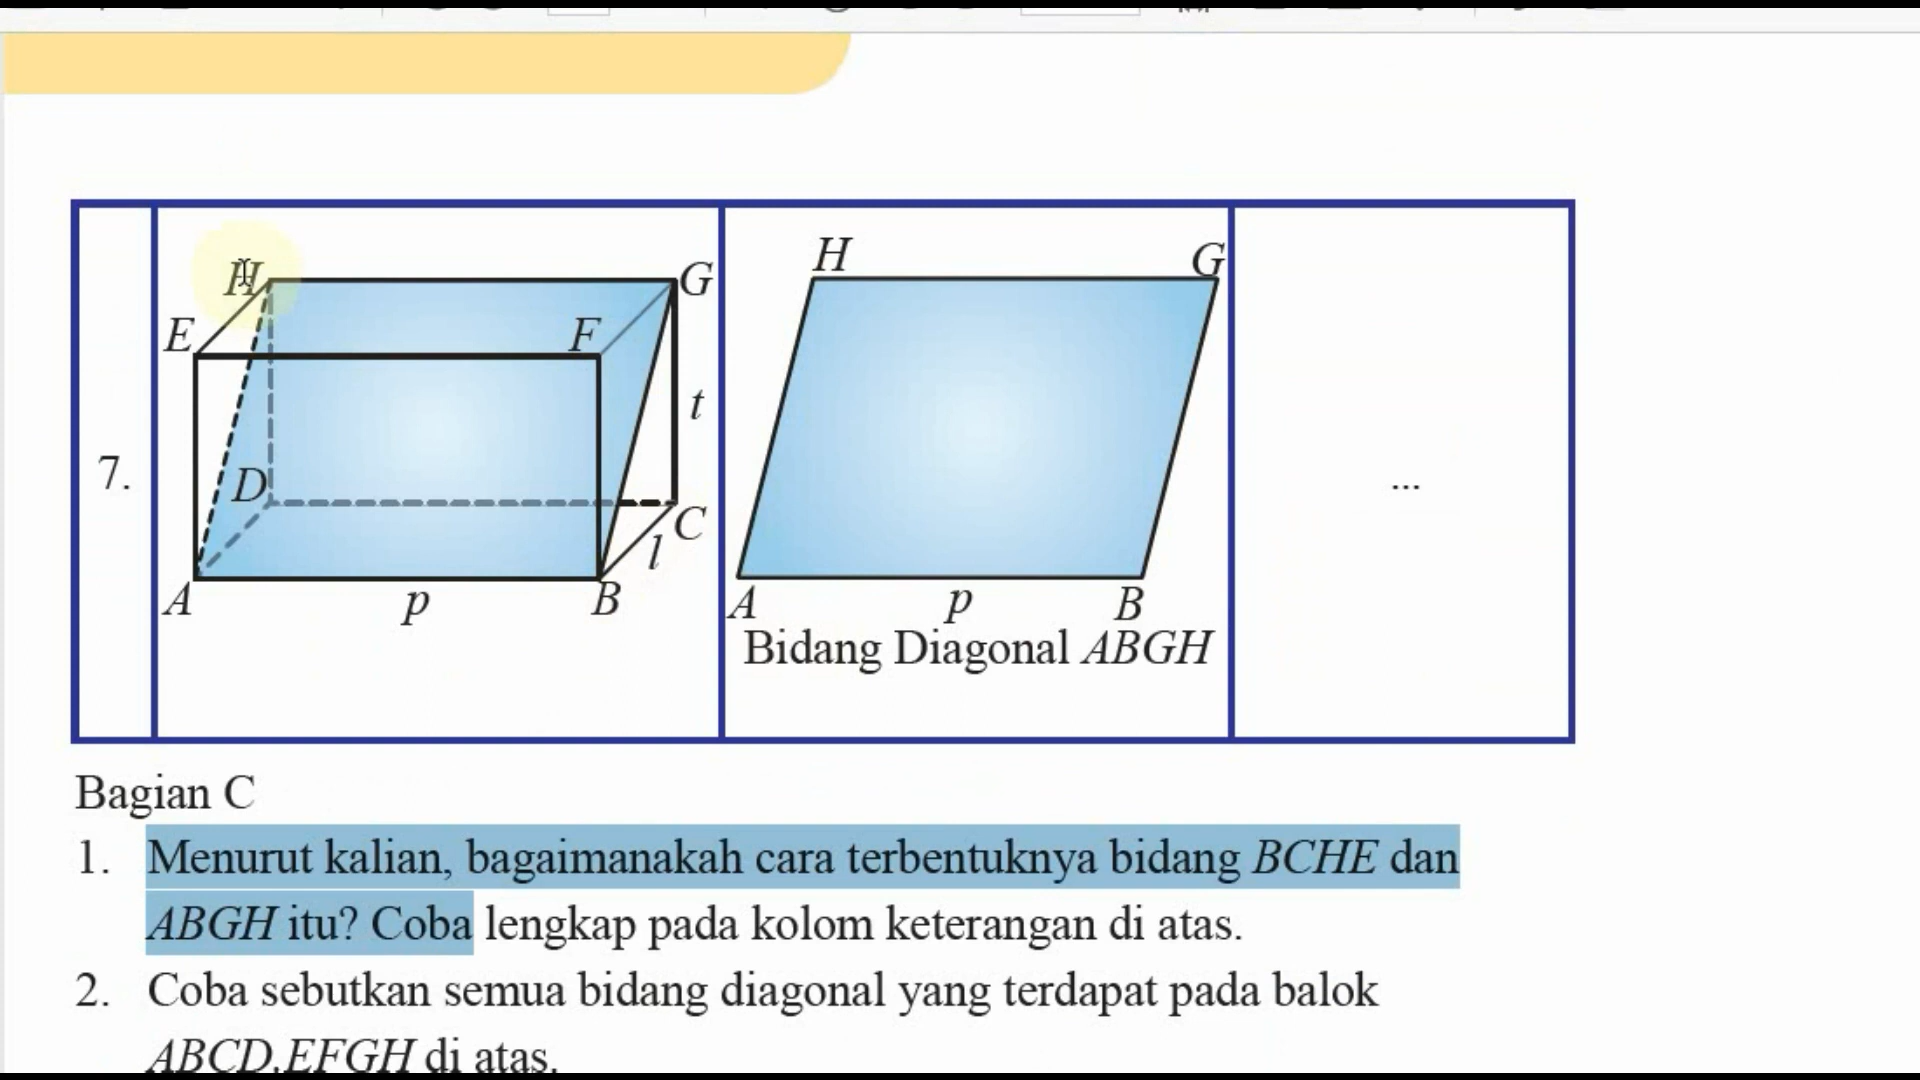 H G
E F
t
D
C
l
A p B
7.
H G
A p B
Bidang Diagonal ABGH
...
Bagian C
1. Menurut kalian, bagaimanakah cara terbentuknya bidang BCHE dan
ABGH itu? Coba lengkap pada kolom keterangan di atas.
2. Coba sebutkan semua bidang diagonal yang terdapat pada balok
ABCD.EFGH di atas.